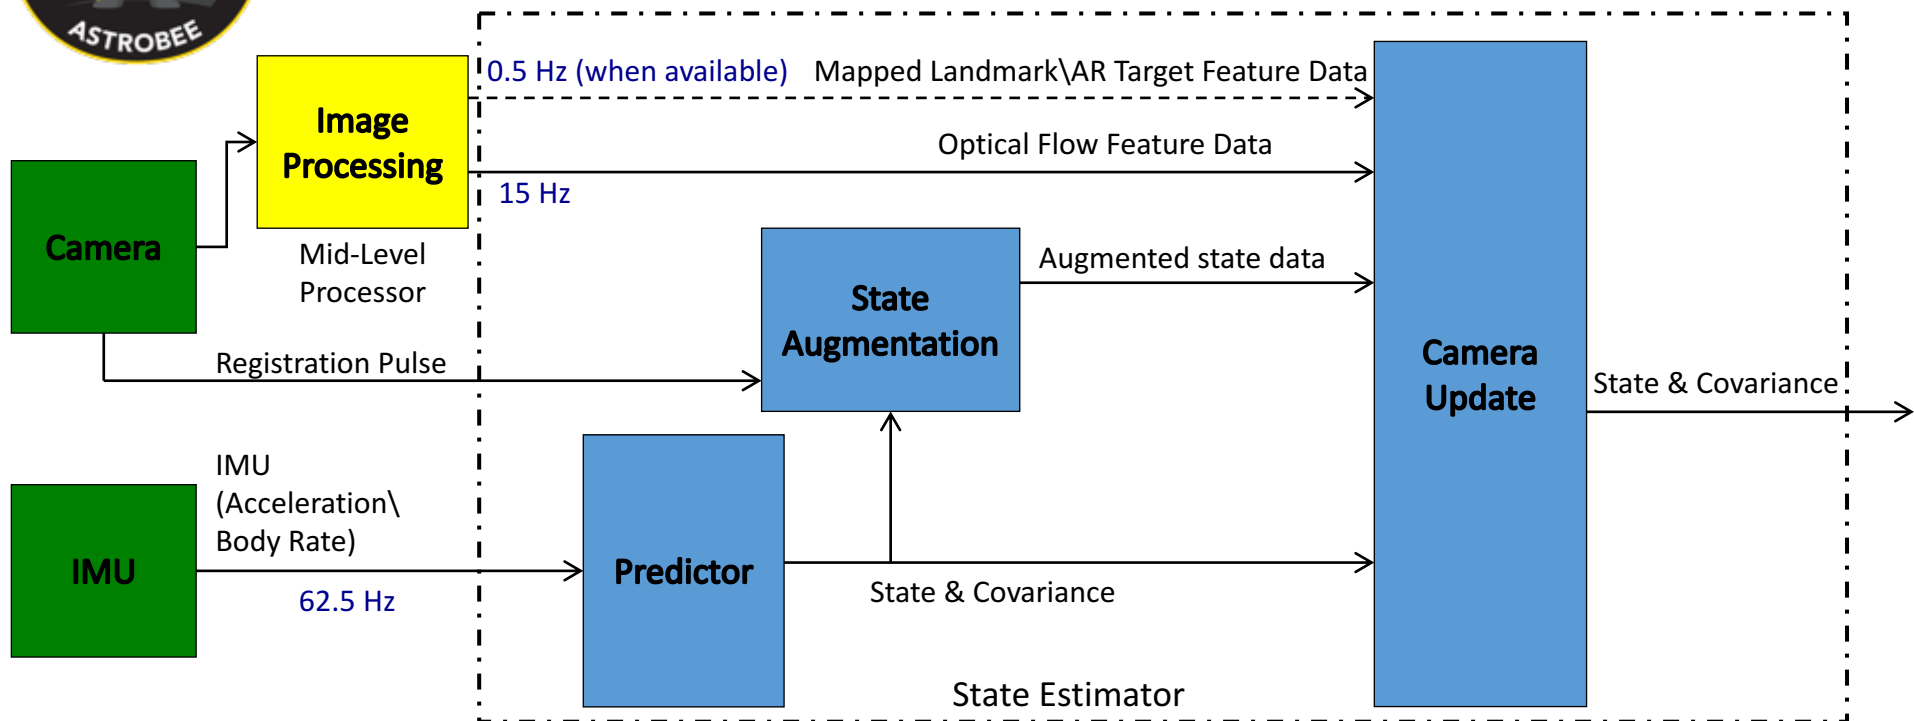 ASTROBEE
0.5 Hz (when available)
Mapped Landmark\AR Target Feature Data
Image
Processing
Optical Flow Feature Data
15 Hz
Camera
Mid-Level
Processor
Augmented state data
State
Augmentation
Registration Pulse
Camera
Update
State & Covariance
IMU
(Acceleration\
Body Rate)
IMU
62.5 Hz
Predictor
State & Covariance
State Estimator